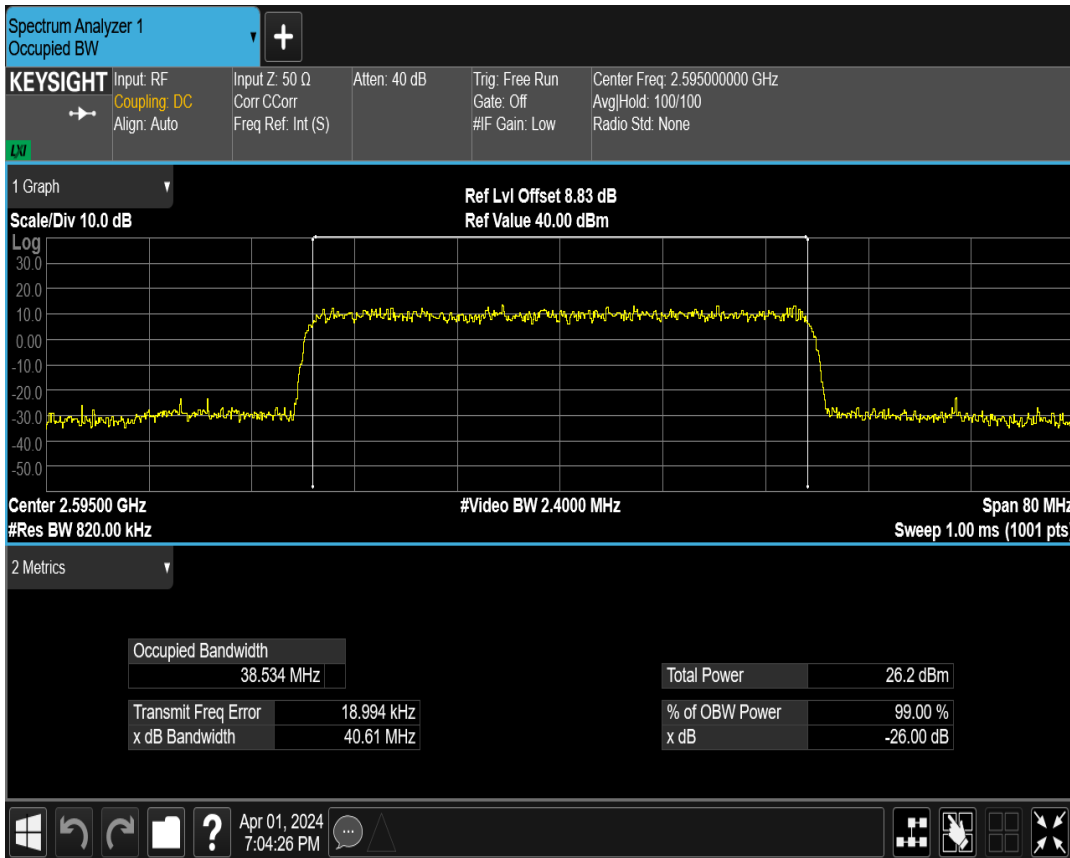 Spectrum Analyzer 1
Occupied BW
+
KEYSIGHT
LXI
Input: RF
Coupling: DC
Align: Auto
Input Z: 50 Ω
Corr CCorr
Freq Ref: Int (S)
Atten: 40 dB
Trig: Free Run
Gate: Off
#IF Gain: Low
Center Freq: 2.595000000 GHz
Avg|Hold: 100/100
Radio Std: None
1 Graph
Ref Lvl Offset 8.83 dB
Scale/Div 10.0 dB
Ref Value 40.00 dBm
Log
30.0
20.0
10.0
0.00
-10.0
-20.0
-30.0
-40.0
-50.0
Center 2.59500 GHz
#Video BW 2.4000 MHz
Span 80 MHz
#Res BW 820.00 kHz
Sweep 1.00 ms (1001 pts)
2 Metrics
Occupied Bandwidth
38.534 MHz
Total Power 26.2 dBm
Transmit Freq Error 18.994 kHz
% of OBW Power 99.00 %
x dB Bandwidth 40.61 MHz
x dB -26.00 dB
?
Apr 01, 2024
7:04:26 PM